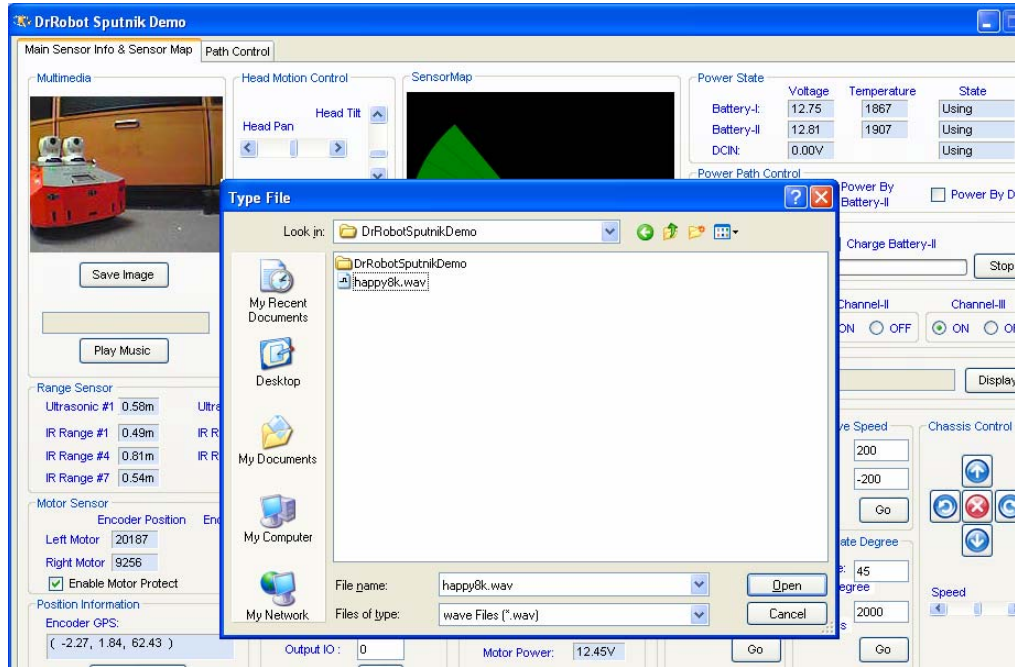 DrRobot Sputnik Demo
Main Sensor Info & Sensor Map
Path Control
Multimedia
Save Image
Play Music
Head Motion Control
Head Tilt
Head Pan
SensorMap
Power State
Voltage Temperature State
Battery-I: 12.75 1867 Using
Battery-II 12.81 1907 Using
DCIN: 0.00V Using
Power Path Control
Power By
Battery-II
Power By D
Charge Battery-II
Stop
Channel-II
Channel-III
ON OFF
ON
Display
Type File
Look in: DrRobotSputnikDemo
DrRobotSputnikDemo
happy8k.wav
My Recent
Documents
Desktop
My Documents
My Computer
My Network
File name: happy8k.wav
Files of type: wave Files (*.wav)
Open
Cancel
Range Sensor
Ultrasonic #1 0.58m
IR Range #1 0.49m
IR Range #4 0.81m
IR Range #7 0.54m
Motor Sensor
Encoder Position
Left Motor 20187
Right Motor 9256
Enable Motor Protect
Position Information
Encoder GPS:
( -2.27, 1.84, 62.43 )
Output IO : 0
Motor Power: 12.45V
Go
Speed
200
-200
Go
Degree
45
2000
Go
Chassis Control
Speed